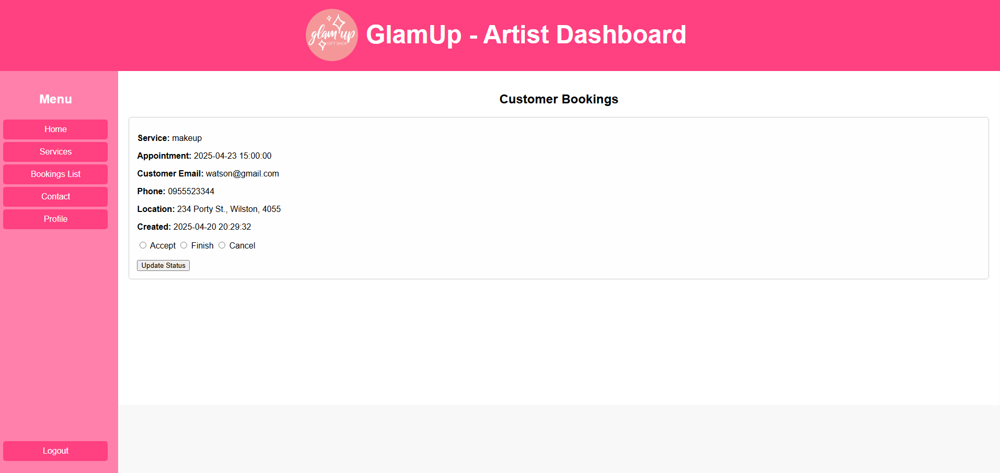 glam up
GIFT SHOP
GlamUp - Artist Dashboard
Menu
Home
Services
Bookings List
Contact
Profile
Logout
Customer Bookings
Service: makeup
Appointment: 2025-04-23 15:00:00
Customer Email: watson@gmail.com
Phone: 0955523344
Location: 234 Porty St., Wilston, 4055
Created: 2025-04-20 20:29:32
Accept Finish Cancel
Update Status